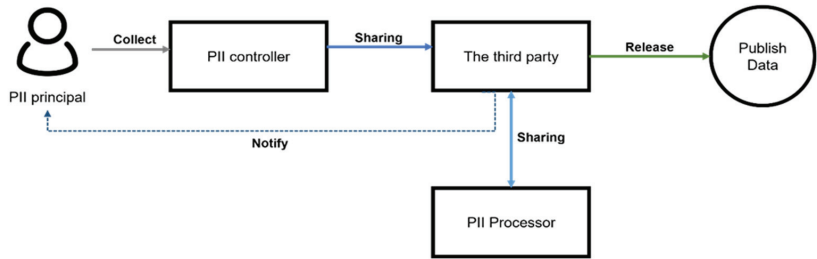 Collect
PII controller
Sharing
The third party
Release
Publish
Data
PII principal
Notify
Sharing
PII Processor